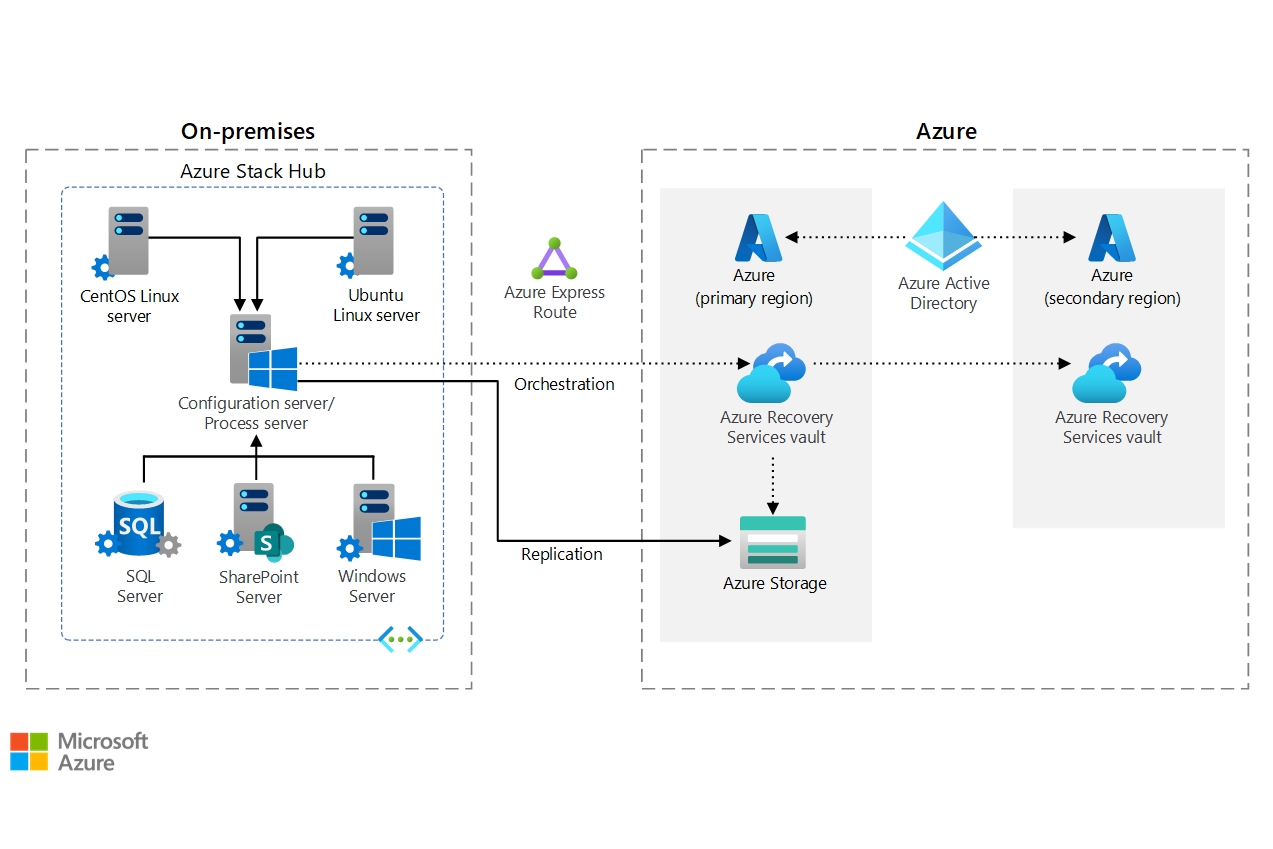 On-premises
Azure
Azure Stack Hub
CentOS Linux
server
Ubuntu
Linux server
Configuration server/
Process server
SQL
SQL
Server
S
SharePoint
Server
Windows
Server
Azure Express
Route
Orchestration
Replication
Azure
(primary region)
Azure Active
Directory
Azure
(secondary region)
Azure Recovery
Services vault
Azure Recovery
Services vault
Azure Storage
Microsoft
Azure